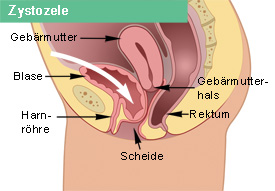 Zystozele
Gebärmutter
Blase
Harn-
röhre
Scheide
Gebärmutter-
hals
Rektum